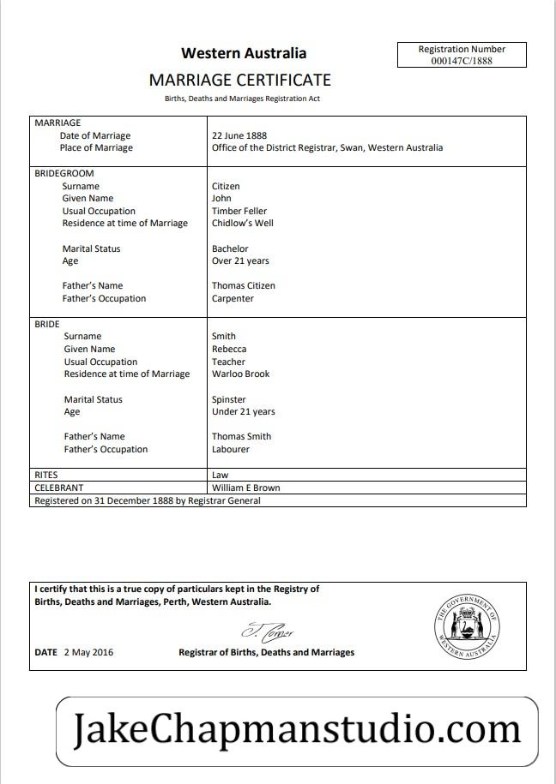 Western Australia
Registration Number
000147C/1888
MARRIAGE CERTIFICATE
Births, Deaths and Marriages Registration Act
MARRIAGE
Date of Marriage 22 June 1888
Place of Marriage Office of the District Registrar, Swan, Western Australia
BRIDEGROOM
Surname Citizen
Given Name John
Usual Occupation Timber Feller
Residence at time of Marriage Chidlow's Well
Marital Status Bachelor
Age Over 21 years
Father's Name Thomas Citizen
Father's Occupation Carpenter
BRIDE
Surname Smith
Given Name Rebecca
Usual Occupation Teacher
Residence at time of Marriage Warloo Brook
Marital Status Spinster
Age Under 21 years
Father's Name Thomas Smith
Father's Occupation Labourer
RITES Law
CELEBRANT William E Brown
Registered on 31 December 1888 by Registrar General
I certify that this is a true copy of particulars kept in the Registry of
Births, Deaths and Marriages, Perth, Western Australia.
THE GOVERNMENT OF
WESTERN AUSTRALIA
DATE 2 May 2016 Registrar of Births, Deaths and Marriages
JakeChapmanstudio.com